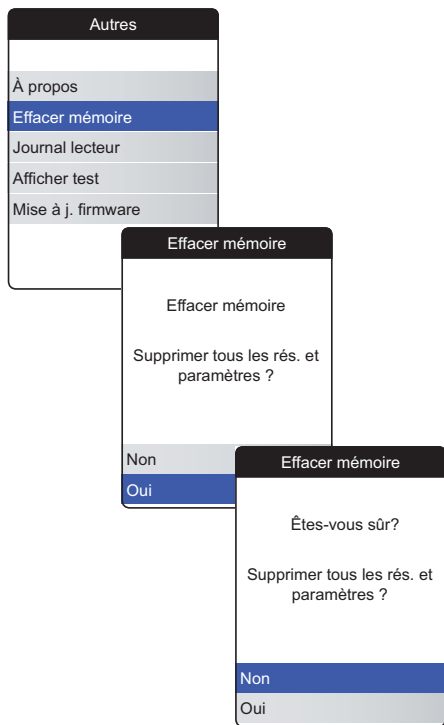 Autres
À propos
Effacer mémoire
Journal lecteur
Afficher test
Mise à j. firmware
Effacer mémoire
Effacer mémoire
Supprimer tous les rés. et
paramètres ?
Non
Oui
Effacer mémoire
Êtes-vous sûr?
Supprimer tous les rés. et
paramètres ?
Non
Oui